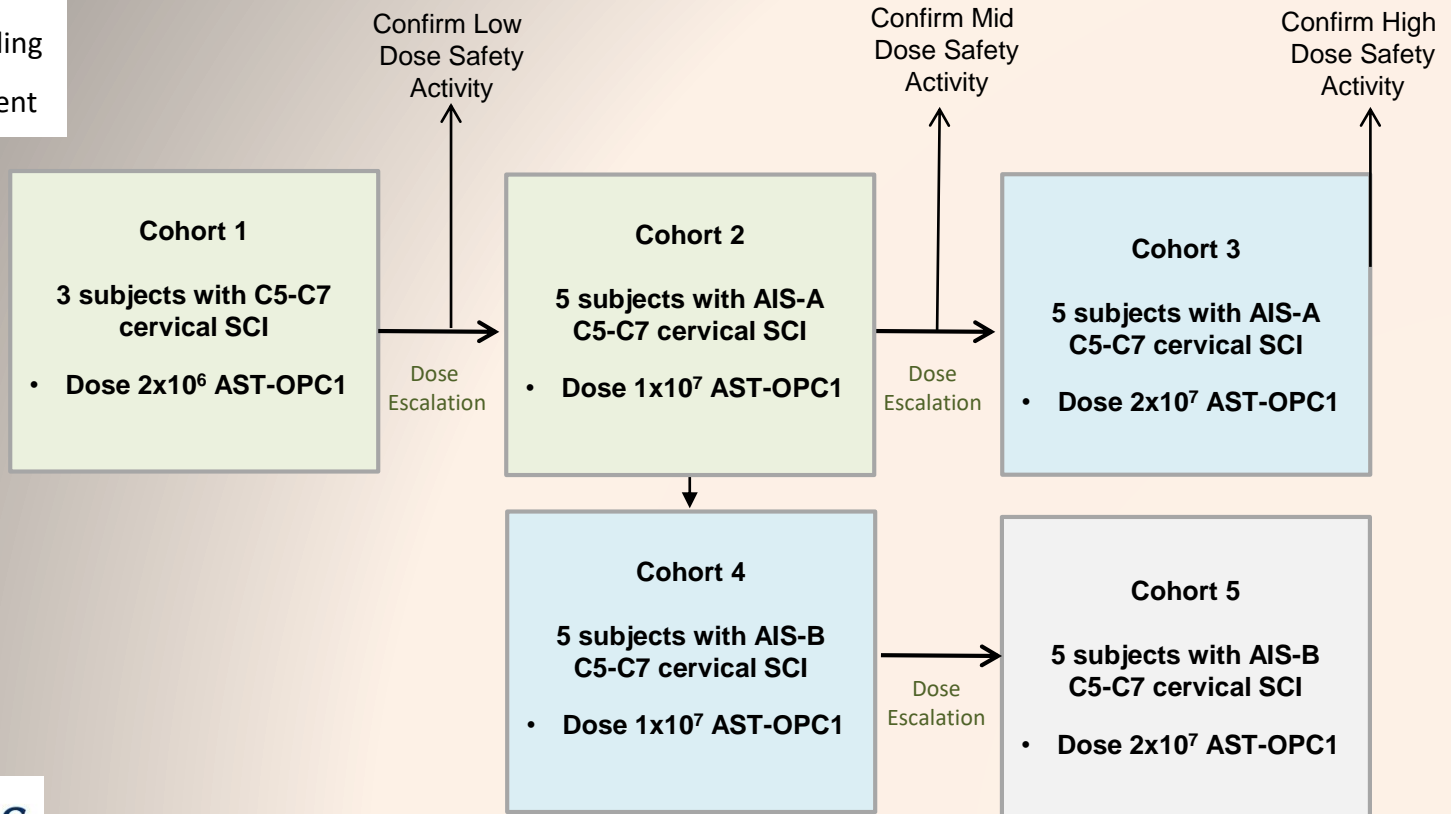 ent
Confirm Low
Dose Safety
Activity
Confirm Mid
Dose Safety
Activity
Confirm High
Dose Safety
Activity
Cohort 1
3 subjects with C5-C7
cervical SCI
• Dose 2x10⁶ AST-OPC1
Dose
Escalation
Cohort 2
5 subjects with AIS-A
C5-C7 cervical SCI
• Dose 1x10⁷ AST-OPC1
Dose
Escalation
Cohort 3
5 subjects with AIS-A
C5-C7 cervical SCI
• Dose 2x10⁷ AST-OPC1
Cohort 4
5 subjects with AIS-B
C5-C7 cervical SCI
• Dose 1x10⁷ AST-OPC1
Dose
Escalation
Cohort 5
5 subjects with AIS-B
C5-C7 cervical SCI
• Dose 2x10⁷ AST-OPC1